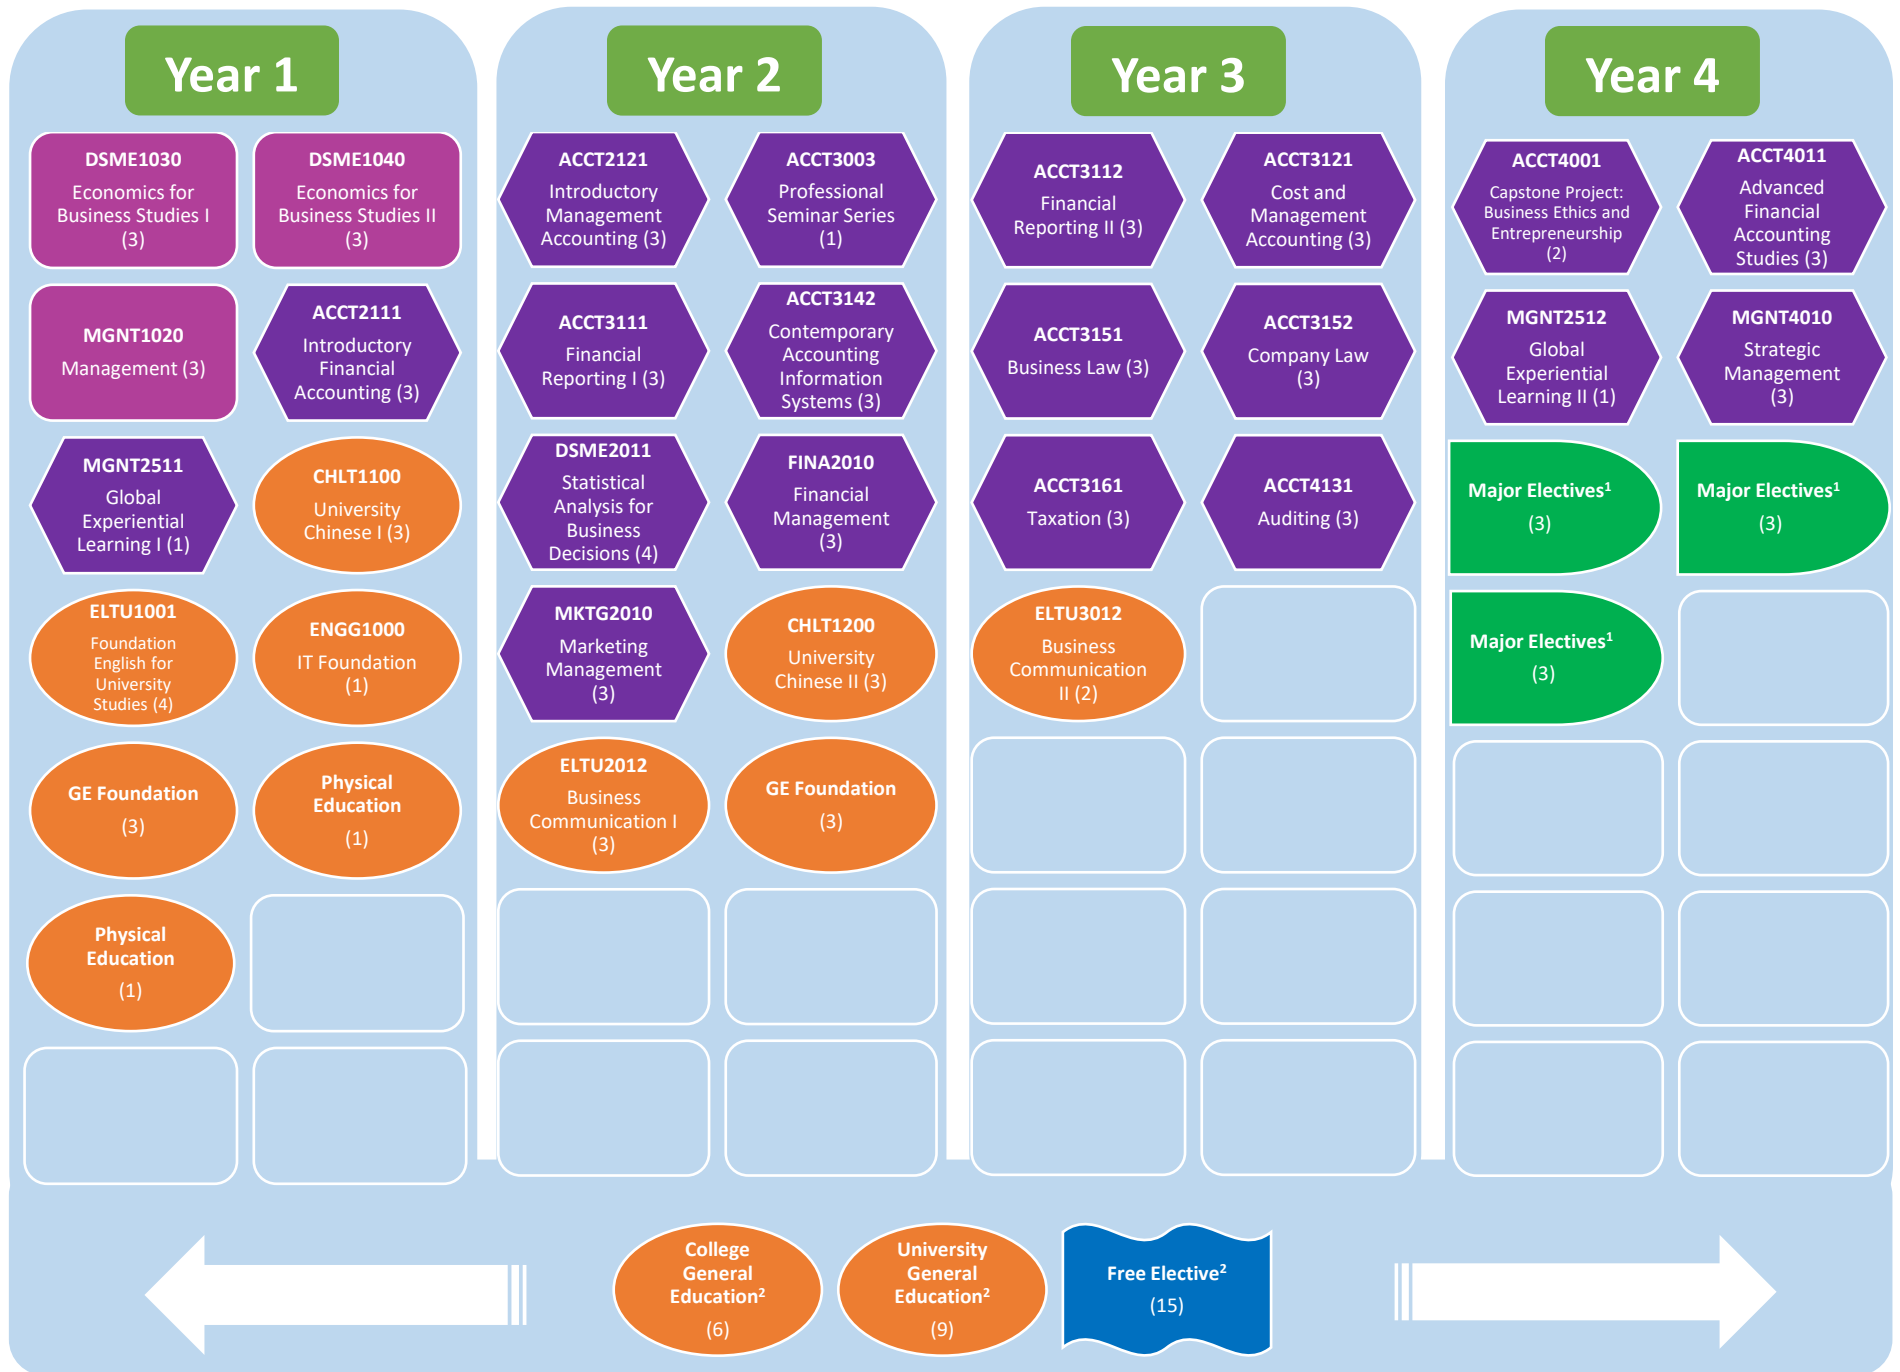 Year 1
DSME1030
Economics for
Business Studies I
(3)
DSME1040
Economics for
Business Studies II
(3)
MGNT1020
Management (3)
ACCT2111
Introductory
Financial
Accounting (3)
MGNT2511
Global
Experiential
Learning I (1)
CHLT1100
University
Chinese I (3)
ELTU1001
Foundation
English for
University
Studies (4)
ENGG1000
IT Foundation
(1)
GE Foundation
(3)
Physical
Education
(1)
Physical
Education
(1)
Year 2
ACCT2121
Introductory
Management
Accounting (3)
ACCT3003
Professional
Seminar Series
(1)
ACCT3111
Financial
Reporting I (3)
ACCT3142
Contemporary
Accounting
Information
Systems (3)
DSME2011
Statistical
Analysis for
Business
Decisions (4)
FINA2010
Financial
Management
(3)
MKTG2010
Marketing
Management
(3)
CHLT1200
University
Chinese II (3)
ELTU2012
Business
Communication I
(3)
GE Foundation
(3)
Year 3
ACCT3112
Financial
Reporting II (3)
ACCT3121
Cost and
Management
Accounting (3)
ACCT3151
Business Law (3)
ACCT3152
Company Law
(3)
ACCT3161
Taxation (3)
ACCT4131
Auditing (3)
ELTU3012
Business
Communication
II (2)
Year 4
ACCT4001
Capstone Project:
Business Ethics and
Entrepreneurship
(2)
ACCT4011
Advanced
Financial
Accounting
Studies (3)
MGNT2512
Global
Experiential
Learning II (1)
MGNT4010
Strategic
Management
(3)
Major Electives¹
(3)
Major Electives¹
(3)
Major Electives¹
(3)
College
General
Education²
(6)
University
General
Education²
(9)
Free Elective²
(15)